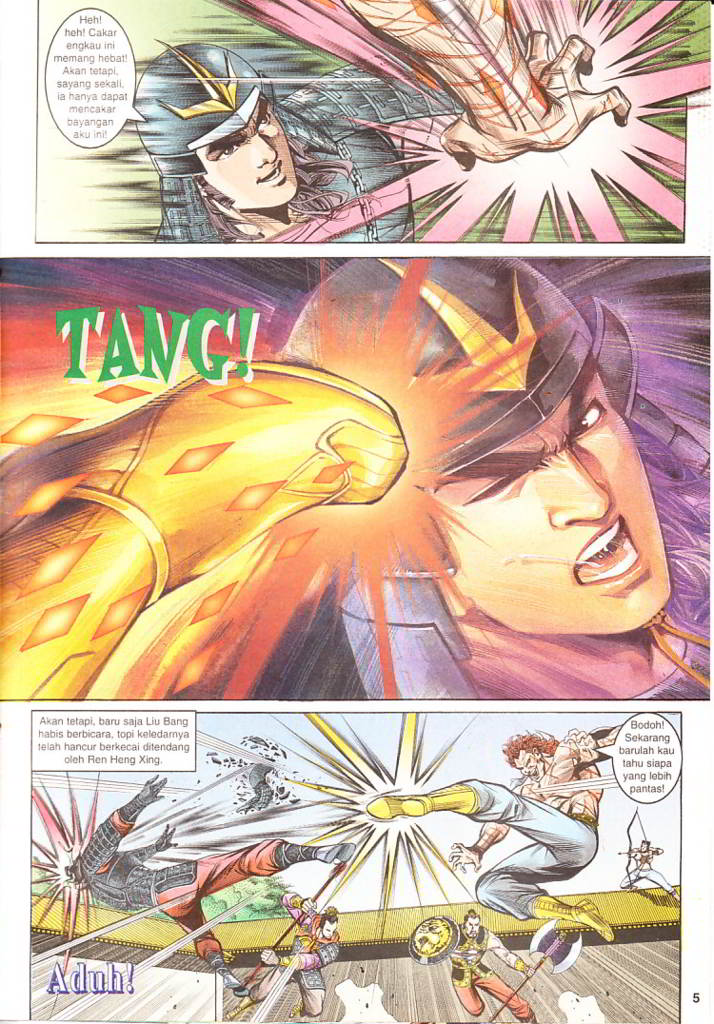 Heh!
heh! Cakar
engkau ini
memang hebat!
Akan tetapi,
sayang sekali,
ia hanya dapat
mencakar
bayangan
aku ini!
TANG!
Akan tetapi, baru saja Liu Bang
habis berbicara, topi keledarnya
telah hancur berkecai ditendang
oleh Ren Heng Xing.
Bodoh!
Sekarang
barulah kau
tahu siapa
yang lebih
pantas!
Aduh!
5